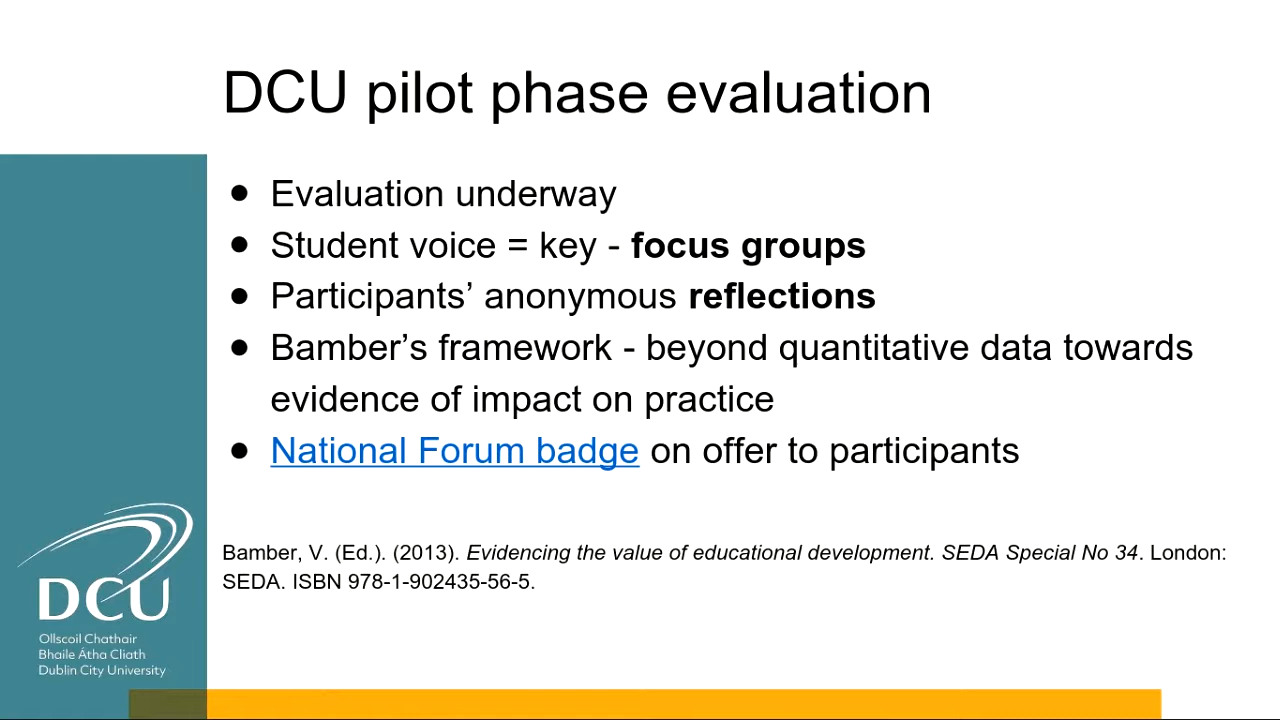 DCU pilot phase evaluation
● Evaluation underway
● Student voice = key - focus groups
● Participants’ anonymous reflections
● Bamber’s framework - beyond quantitative data towards
evidence of impact on practice
● National Forum badge on offer to participants
Bamber, V. (Ed.). (2013). Evidencing the value of educational development. SEDA Special No 34. London:
SEDA. ISBN 978-1-902435-56-5.
DCU
Ollscoil Chathair
Bhaile Átha Cliath
Dublin City University